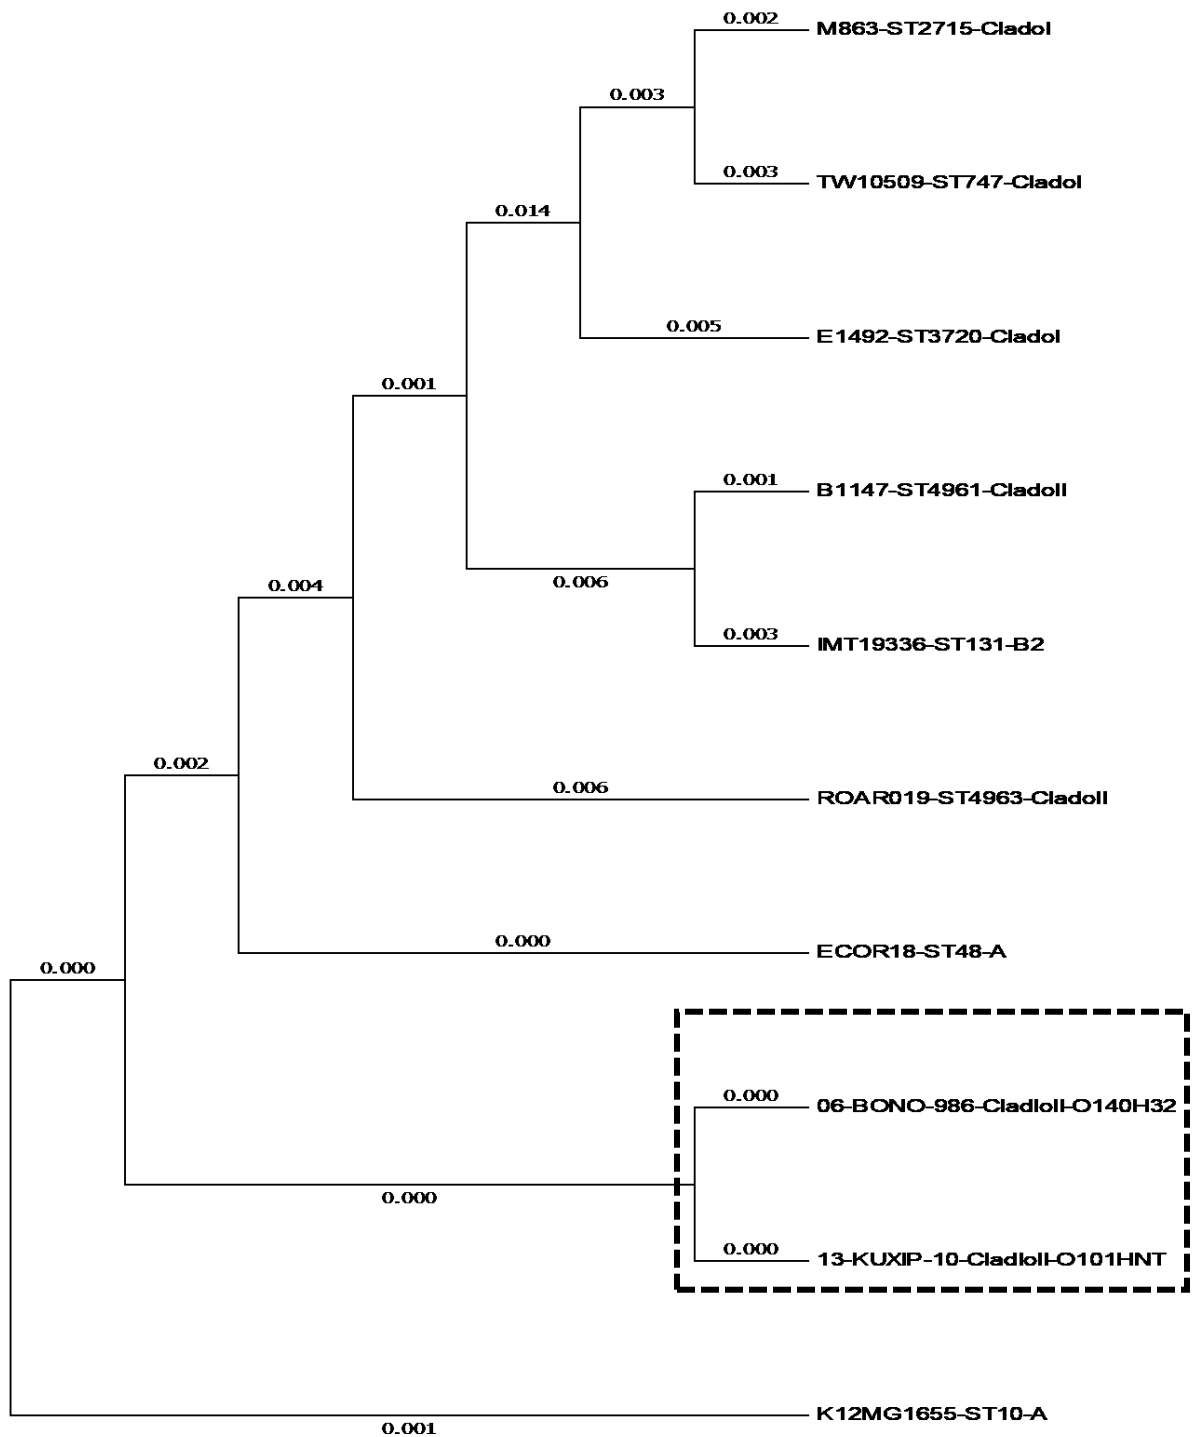 0.002
M863-ST2715-CladoI
0.003
0.003
TW10509-ST747-CladoI
0.014
0.005
E1492-ST3720-CladoI
0.001
0.001
B1147-ST4961-CladoII
0.006
0.004
0.003
IMT19336-ST131-B2
0.002
0.006
ROAR019-ST4963-CladoII
0.000
ECOR18-ST48-A
0.000
0.000
06-BONO-986-CladIoII-O140H32
0.000
0.000
13-KUXIP-10-CladIoII-O101HNT
K12MG1655-ST10-A
0.001